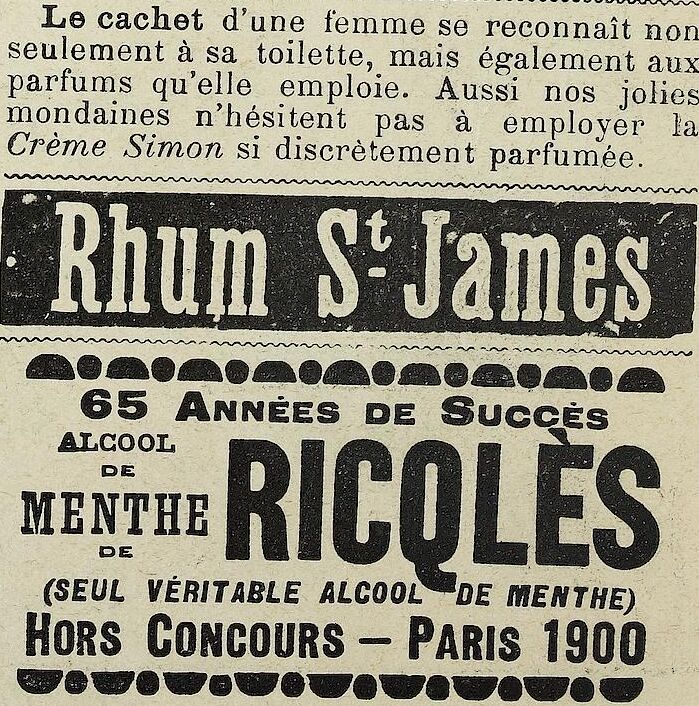 Le cachet d'une femme se reconnaît non
seulement à sa toilette, mais également aux
parfums qu'elle emploie. Aussi nos jolies
mondaines n'hésitent pas à employer la
Crème Simon si discrètement parfumée.
Rhum St-James
65 ANNÉES DE SUCCÈS
ALCOOL
DE
MENTHE
DE
RICQLÈS
(SEUL VÉRITABLE ALCOOL DE MENTHE)
HORS CONCOURS – PARIS 1900